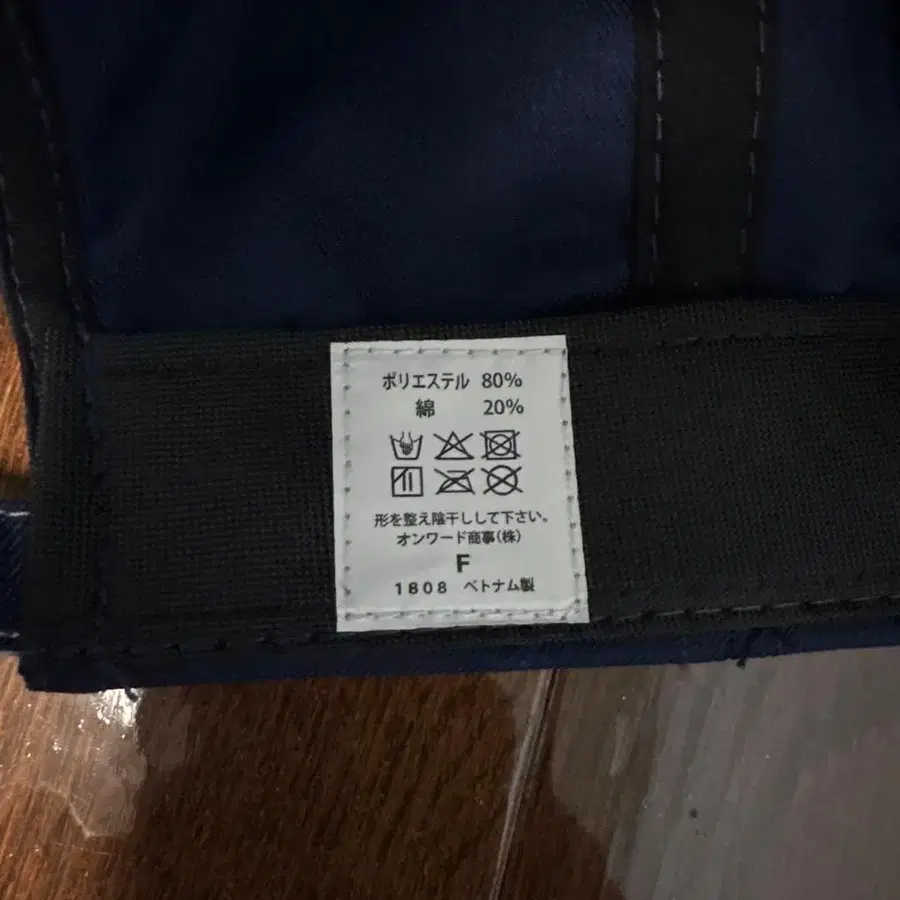 ポリエステル 80%
綿 20%
形を整え陰干しして下さい。
オンワード商事(株)
F
1808 ベトナム製